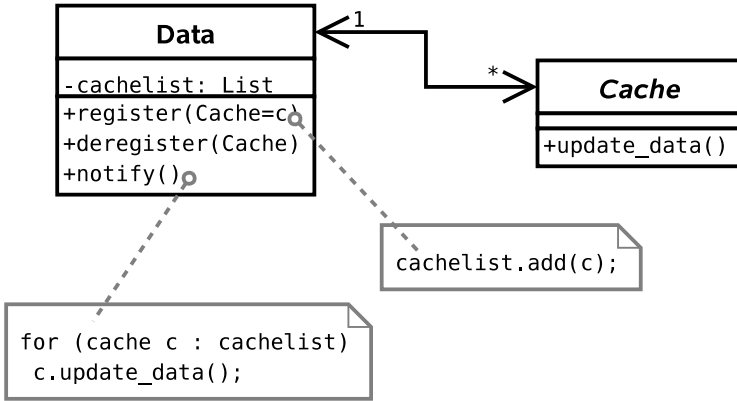 Data
-cachelist: List
+register(Cache=c)
+deregister(Cache)
+notify()
1
*
Cache
+update_data()
cachelist.add(c);
for (cache c : cachelist)
c.update_data();